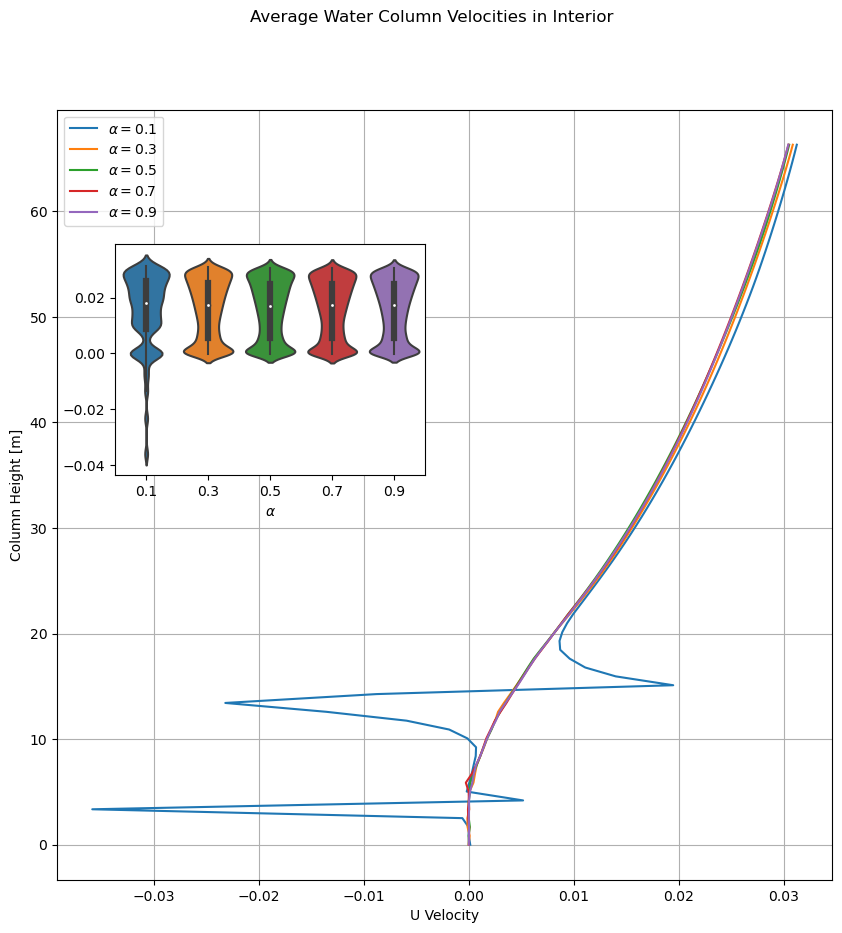 Average Water Column Velocities in Interior
α = 0.1
α = 0.3
α = 0.5
α = 0.7
α = 0.9
60
50
40
30
20
10
0
Column Height [m]
0.02
0.00
−0.02
−0.04
0.1 0.3 0.5 0.7 0.9
α
−0.03 −0.02 −0.01 0.00 0.01 0.02 0.03
U Velocity